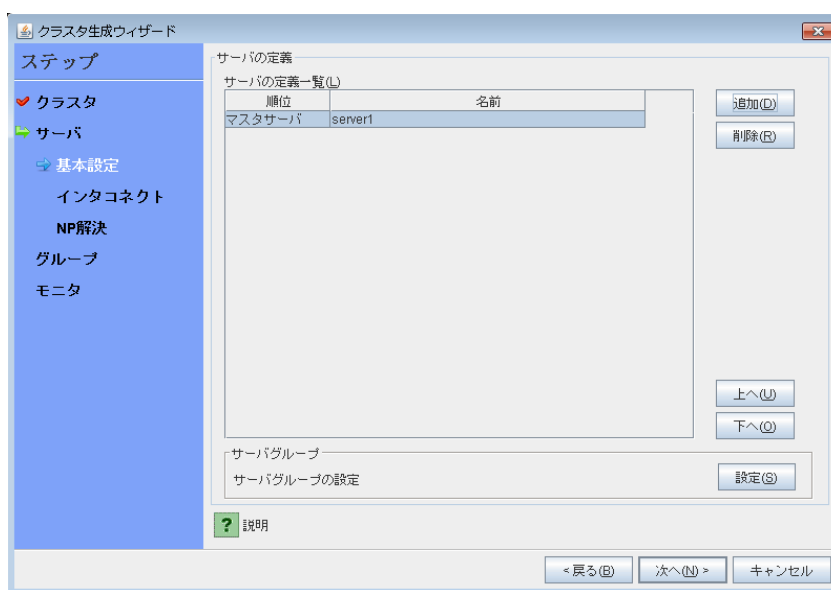 クラスタ生成ウィザード
ステップ
クラスタ
サーバ
基本設定
インタコネクト
NP解決
グループ
モニタ
サーバの定義
サーバの定義一覧(L)
順位 名前
マスタサーバ server1
追加(D)
削除(R)
上へ(U)
下へ(O)
サーバグループ
サーバグループの設定
設定(S)
? 説明
<戻る(B) 次へ(N)> キャンセル